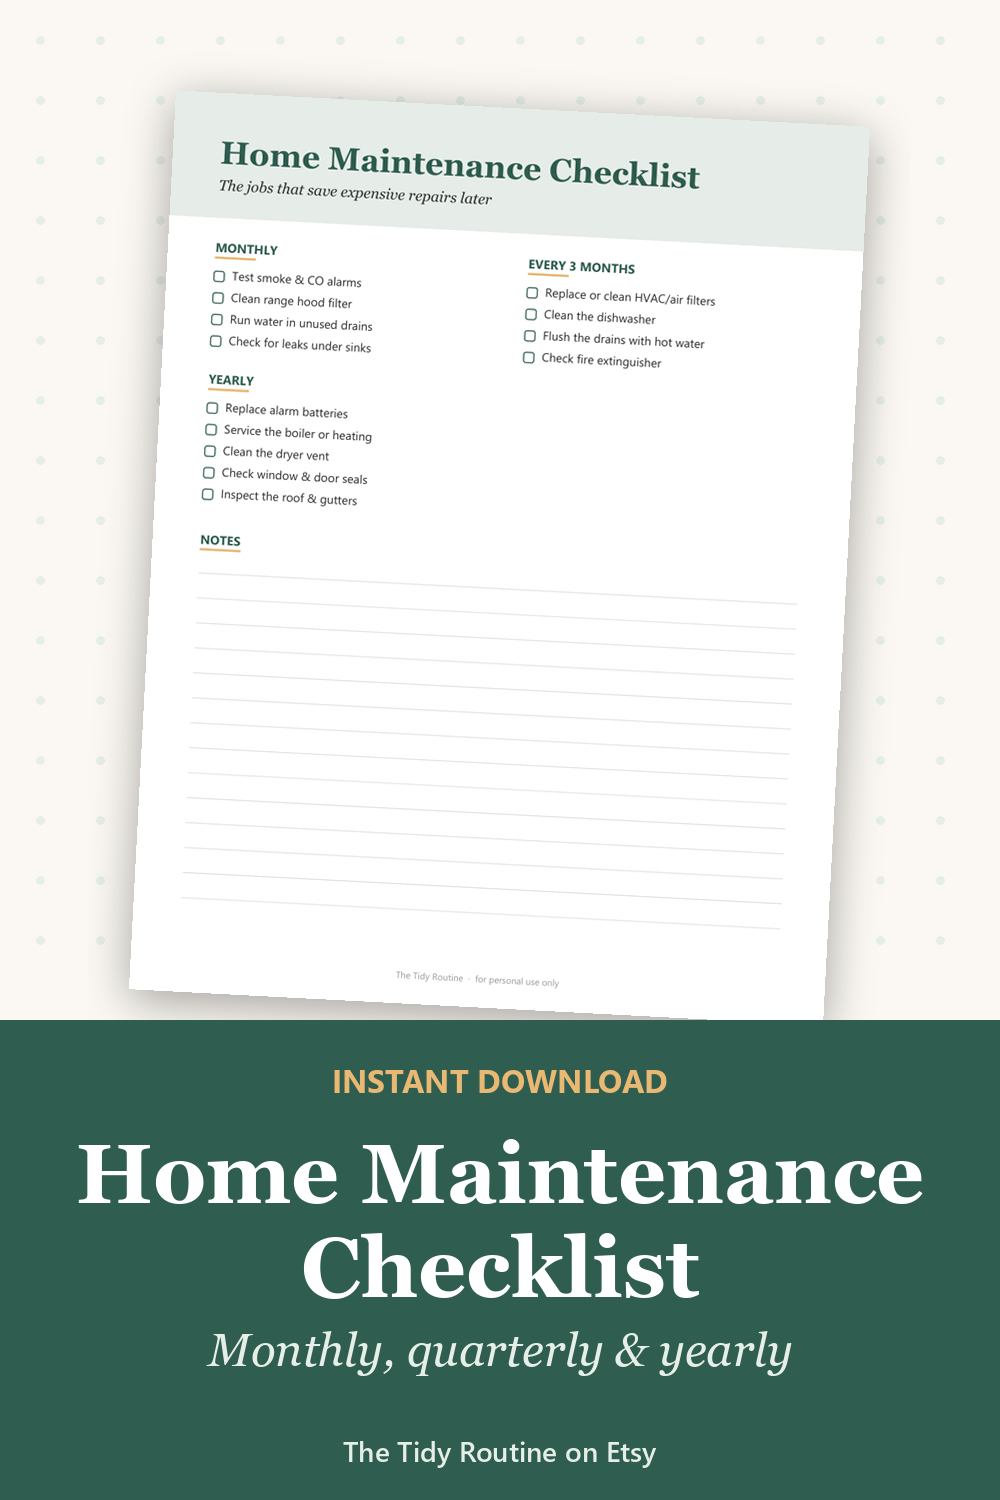 Home Maintenance Checklist
The jobs that save expensive repairs later
MONTHLY
Test smoke & CO alarms
Clean range hood filter
Run water in unused drains
Check for leaks under sinks
EVERY 3 MONTHS
Replace or clean HVAC/air filters
Clean the dishwasher
Flush the drains with hot water
Check fire extinguisher
YEARLY
Replace alarm batteries
Service the boiler or heating
Clean the dryer vent
Check window & door seals
Inspect the roof & gutters
NOTES
The Tidy Routine · for personal use only
INSTANT DOWNLOAD
Home Maintenance
Checklist
Monthly, quarterly & yearly
The Tidy Routine on Etsy